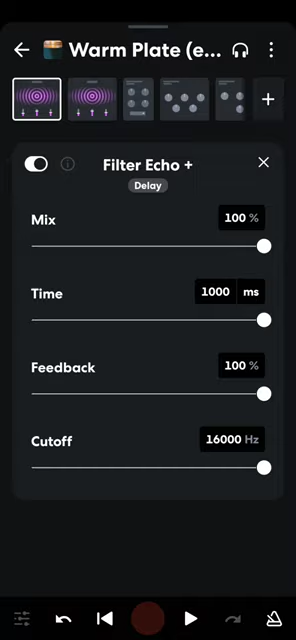 Warm Plate (e...
Filter Echo +
Delay
Mix
100 %
Time
1000 ms
Feedback
100 %
Cutoff
16000 Hz